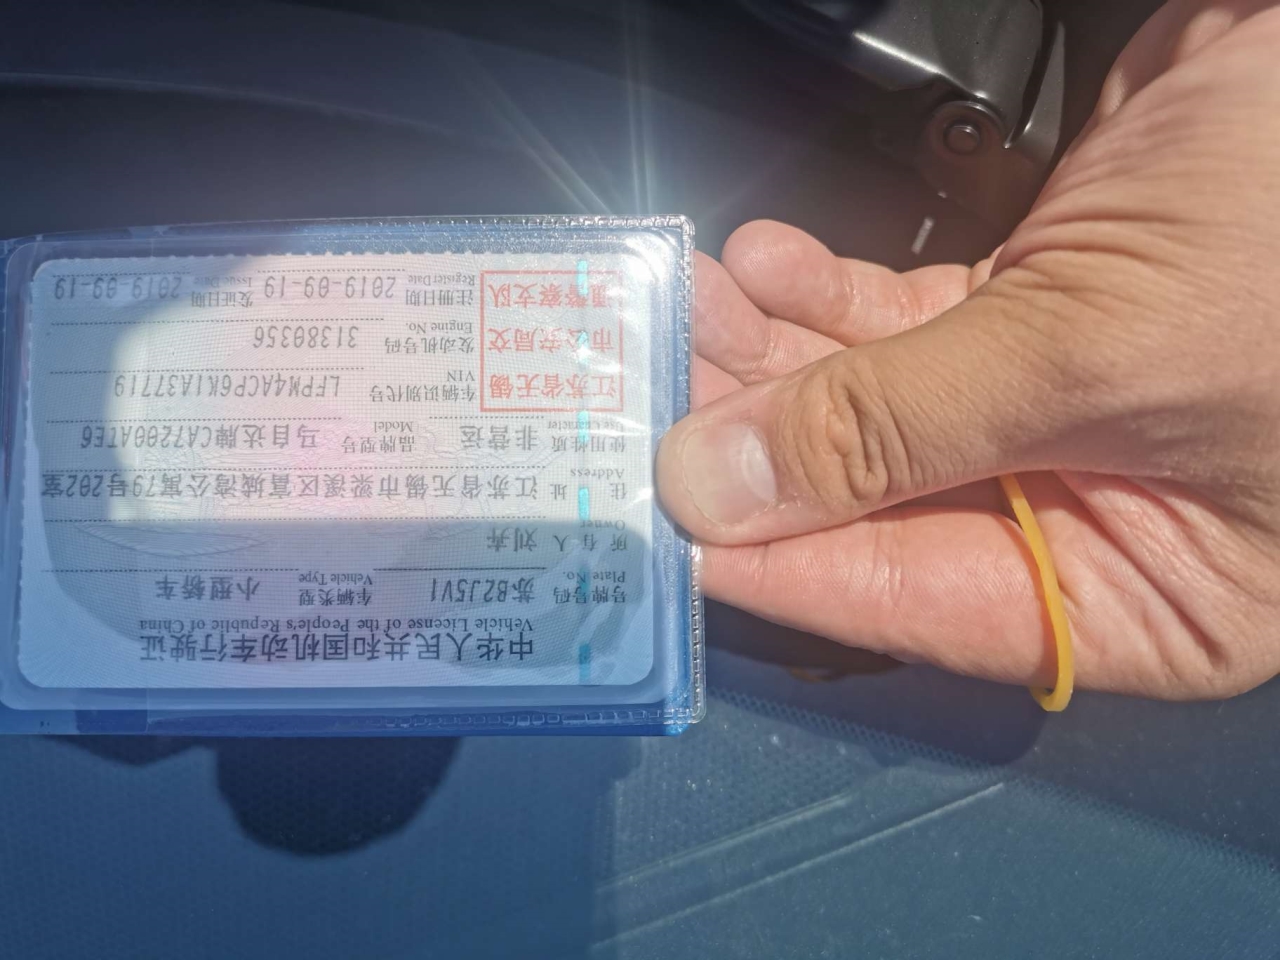 中华人民共和国机动车行驶证
Vehicle License of the People's Republic of China
号牌号码 苏B2J5V1 车辆类型 小型轿车
Plate No. Vehicle Type
所有人 刘卉
Owner
住址 江苏省无锡市梁溪区富城湾公寓79号202室
Address
使用性质 非营运 品牌型号 马自达牌CA7200ATE6
Use Character Model
江苏省无锡
市公安局交
通警察支队
车辆识别代号 LFPM4ACP6K1A37719
VIN
发动机号码 31380356
Engine No.
注册日期 2019-09-19 发证日期 2019-09-19
Register Date Issue Date